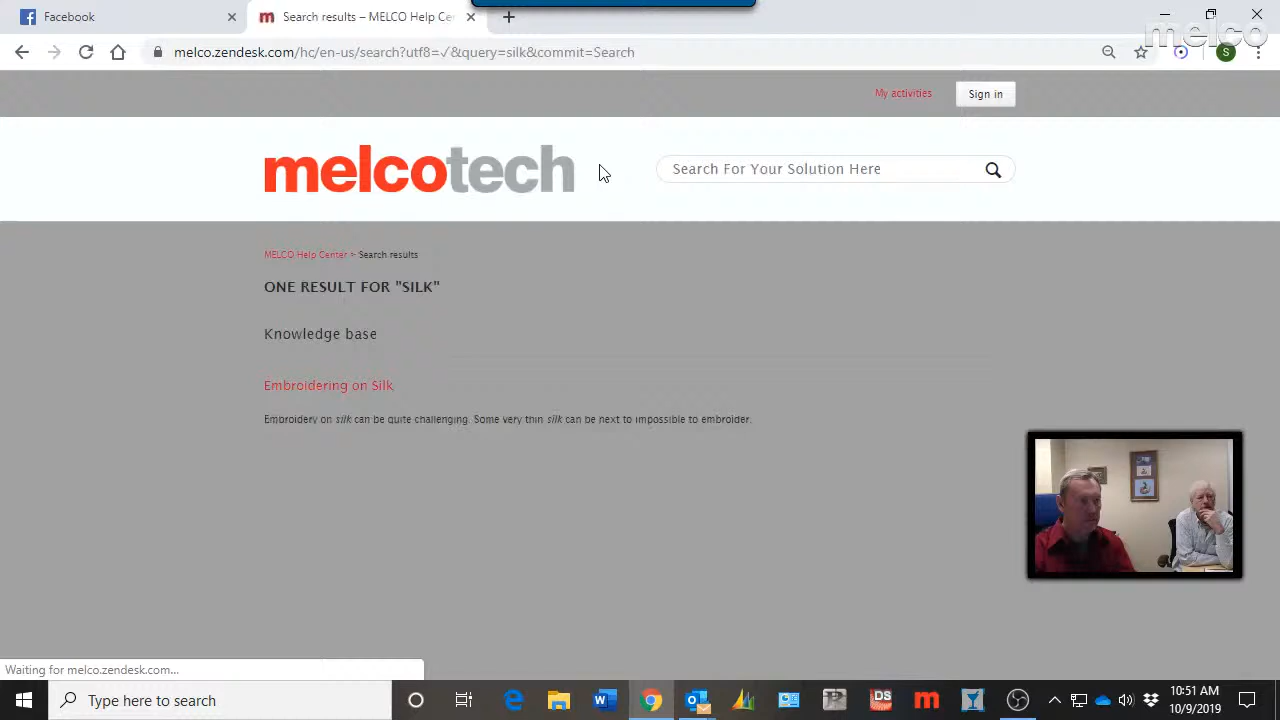 Facebook
Search results – MELCO Help Ce
melco
melco.zendesk.com/hc/en-us/search?utf8=✓&query=silk&commit=Search
S
My activities
Sign in
melcotech
Search For Your Solution Here
MELCO Help Center > Search results
ONE RESULT FOR "SILK"
Knowledge base
Embroidering on Silk
Embroidery on silk can be quite challenging. Some very thin silk can be next to impossible to embroider.
Waiting for melco.zendesk.com...
Type here to search
DS
m
10:51 AM
10/9/2019